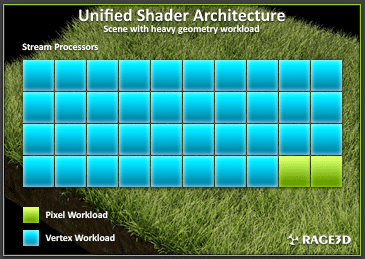 Unified Shader Architecture
Scene with heavy geometry workload
Stream Processors
Pixel Workload
Vertex Workload
RAGE3D